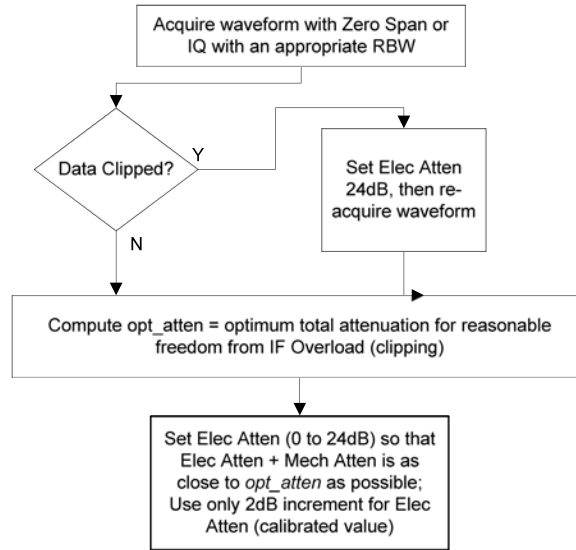 Acquire waveform with Zero Span or
IQ with an appropriate RBW
Data Clipped?
Y
N
Set Elec Atten
24dB, then re-
acquire waveform
Compute opt_atten = optimum total attenuation for reasonable
freedom from IF Overload (clipping)
Set Elec Atten (0 to 24dB) so that
Elec Atten + Mech Atten is as
close to opt_atten as possible;
Use only 2dB increment for Elec
Atten (calibrated value)